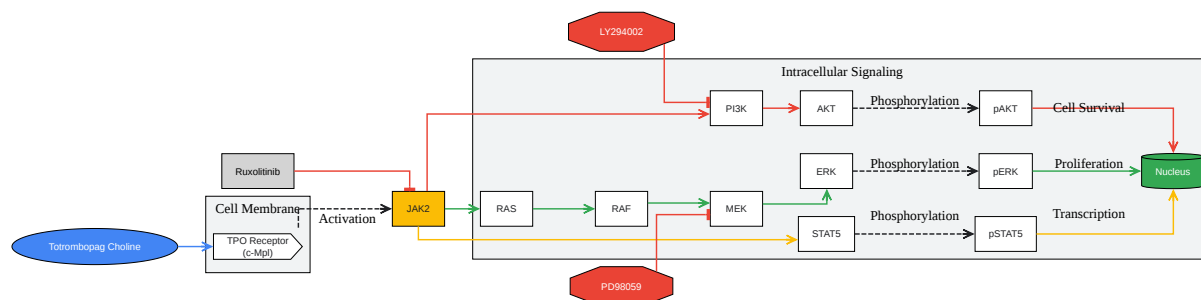 LY294002
Intracellular Signaling
PI3K
AKT
Phosphorylation
pAKT
Cell Survival
Ruxolitinib
ERK
Phosphorylation
pERK
Proliferation
Nucleus
Cell Membrane
Activation
JAK2
RAS
RAF
MEK
Totrombopag Choline
TPO Receptor
(c-Mpl)
STAT5
Phosphorylation
pSTAT5
Transcription
PD98059